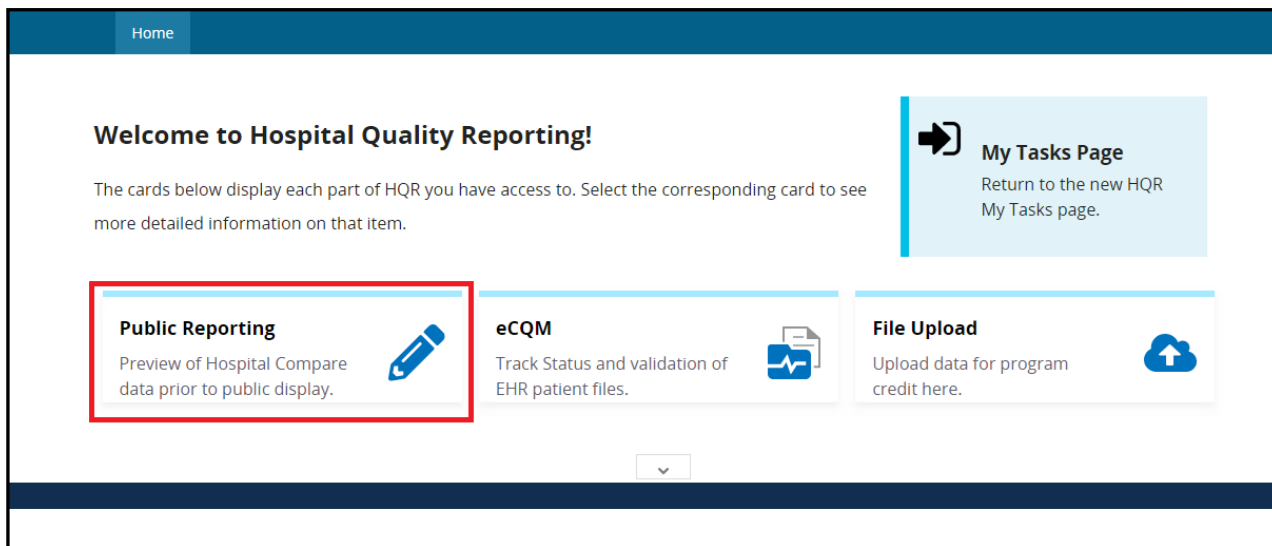 Home
Welcome to Hospital Quality Reporting!
The cards below display each part of HQR you have access to. Select the corresponding card to see
more detailed information on that item.
My Tasks Page
Return to the new HQR
My Tasks page.
Public Reporting
Preview of Hospital Compare
data prior to public display.
eCQM
Track Status and validation of
EHR patient files.
File Upload
Upload data for program
credit here.